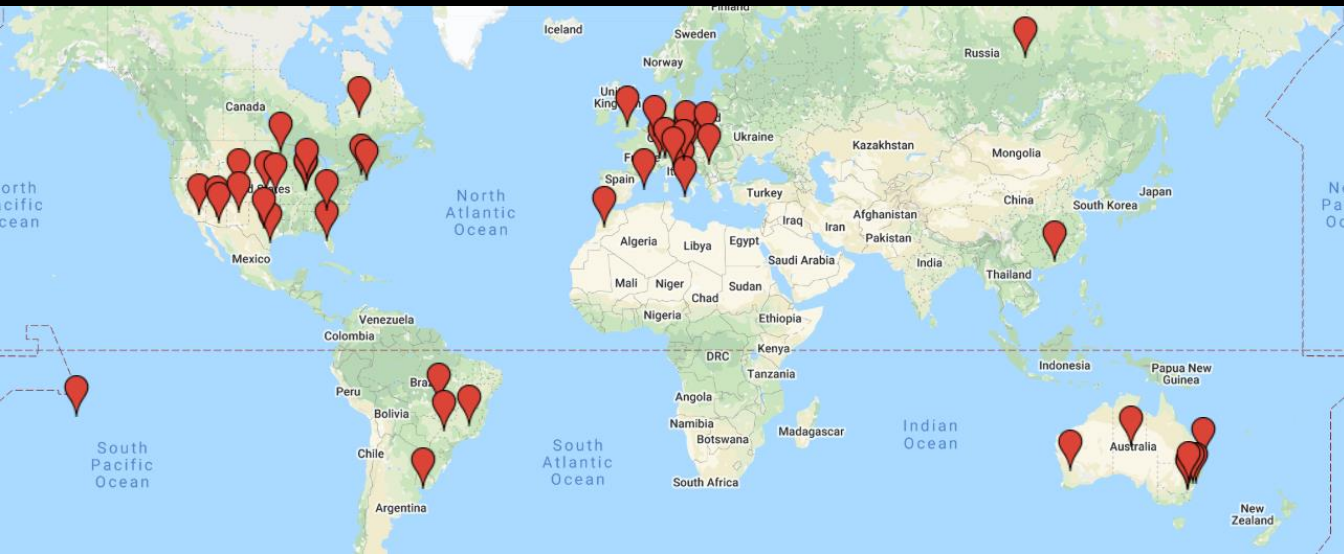 Finland
Iceland
Sweden
Russia
Norway
Canada
Ukraine
Kazakhstan
Mongolia
Spain
Turkey
Japan
China
South Korea
North
Atlantic
Ocean
Iraq
Iran
Afghanistan
Pakistan
Algeria
Libya
Egypt
Saudi Arabia
Mexico
India
Thailand
Mali
Niger
Chad
Sudan
Nigeria
Ethiopia
Venezuela
Colombia
DRC
Kenya
Tanzania
Indonesia
Papua New
Guinea
Peru
Bolivia
Angola
Namibia
Botswana
Madagascar
Indian
Ocean
Australia
South
Pacific
Ocean
Chile
South
Atlantic
Ocean
South Africa
Argentina
New
Zealand